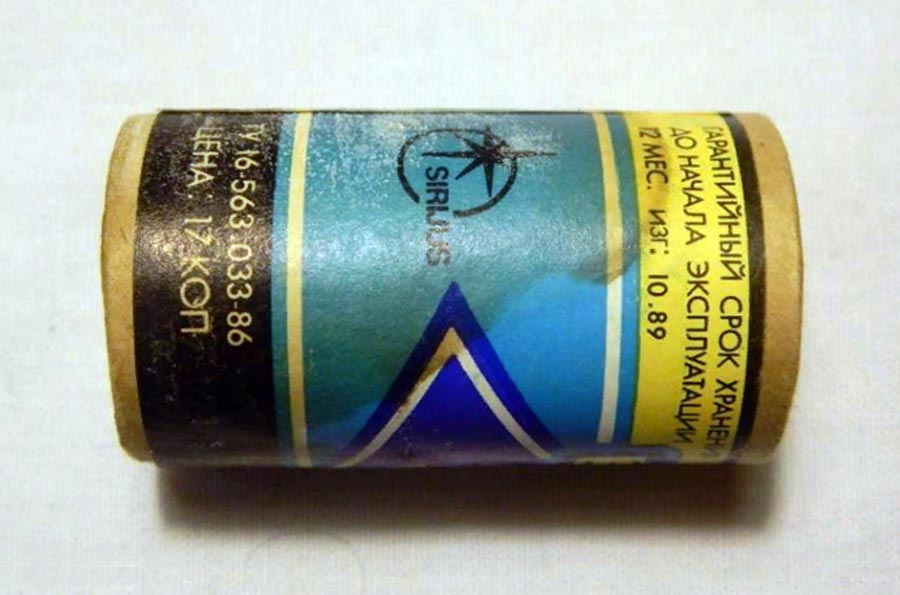 ТУ 16-563.033-86
ЦЕНА: 17 КОП
SIRIJUS
ГАРАНТИЙНЫЙ СРОК ХРАНЕНИ
ДО НАЧАЛА ЭКСПЛУАТАЦИИ
12 МЕС. ИЗГ: 10.89